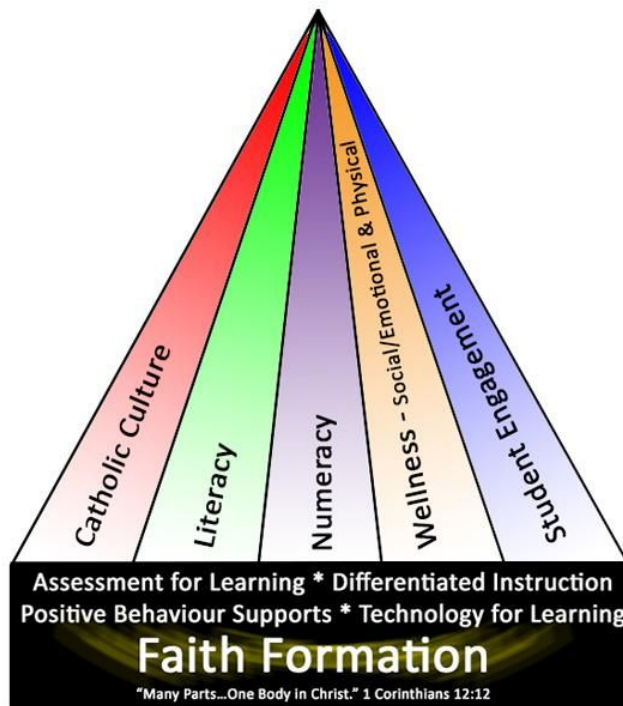 Catholic Culture
Literacy
Numeracy
Wellness - Social/Emotional & Physical
Student Engagement
Assessment for Learning * Differentiated Instruction
Positive Behaviour Supports * Technology for Learning
Faith Formation
“Many Parts...One Body in Christ.” 1 Corinthians 12:12